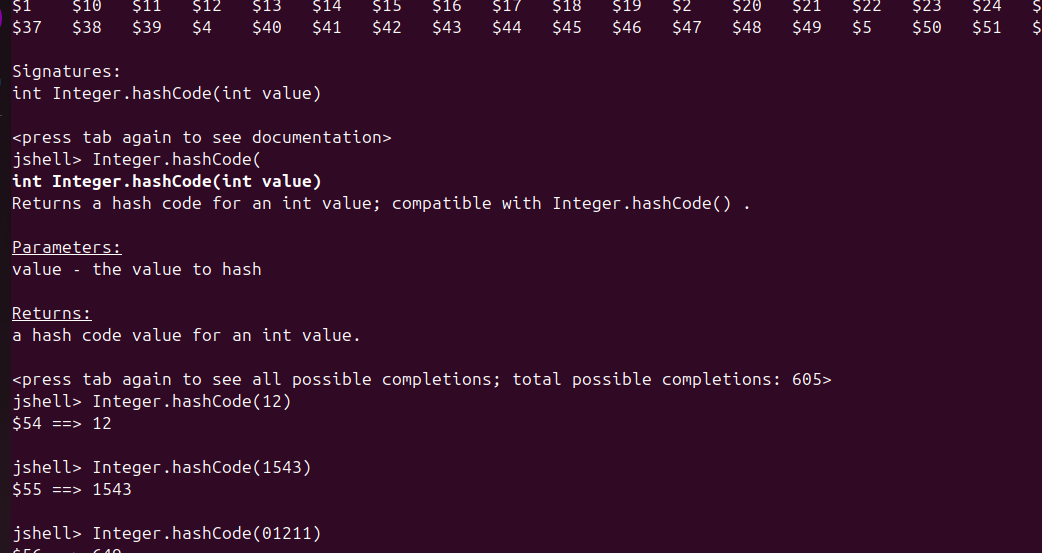 $1 $10 $11 $12 $13 $14 $15 $16 $17 $18 $19 $2 $20 $21 $22 $23 $24
$37 $38 $39 $4 $40 $41 $42 $43 $44 $45 $46 $47 $48 $49 $5 $50 $51
Signatures:
int Integer.hashCode(int value)
<press tab again to see documentation>
jshell> Integer.hashCode(
int Integer.hashCode(int value)
Returns a hash code for an int value; compatible with Integer.hashCode() .
Parameters:
value - the value to hash
Returns:
a hash code value for an int value.
<press tab again to see all possible completions; total possible completions: 605>
jshell> Integer.hashCode(12)
$54 ==> 12
jshell> Integer.hashCode(1543)
$55 ==> 1543
jshell> Integer.hashCode(01211)